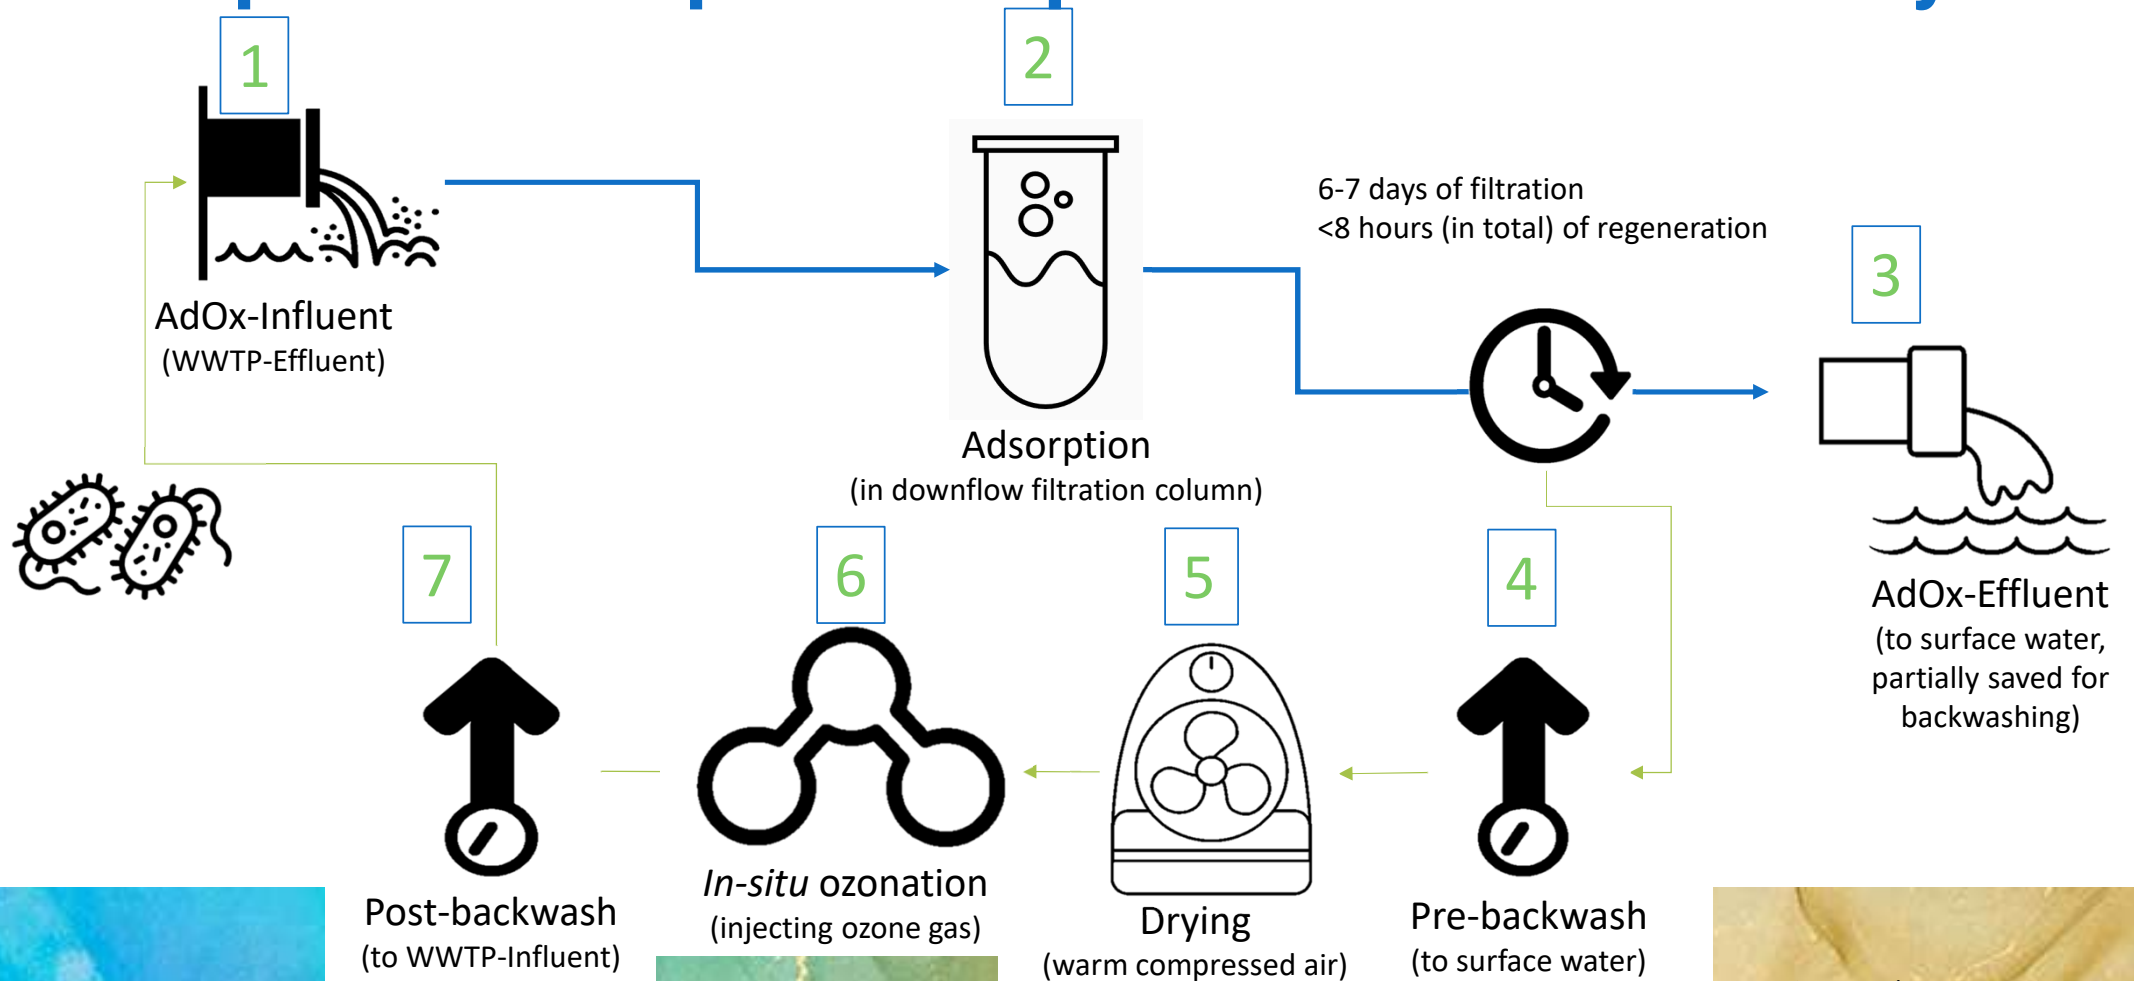 1
2
6-7 days of filtration
<8 hours (in total) of regeneration
3
AdOx-Influent
(WWTP-Effluent)
Adsorption
(in downflow filtration column)
AdOx-Effluent
(to surface water,
partially saved for
backwashing)
7
6
5
4
Post-backwash
(to WWTP-Influent)
In-situ ozonation
(injecting ozone gas)
Drying
(warm compressed air)
Pre-backwash
(to surface water)